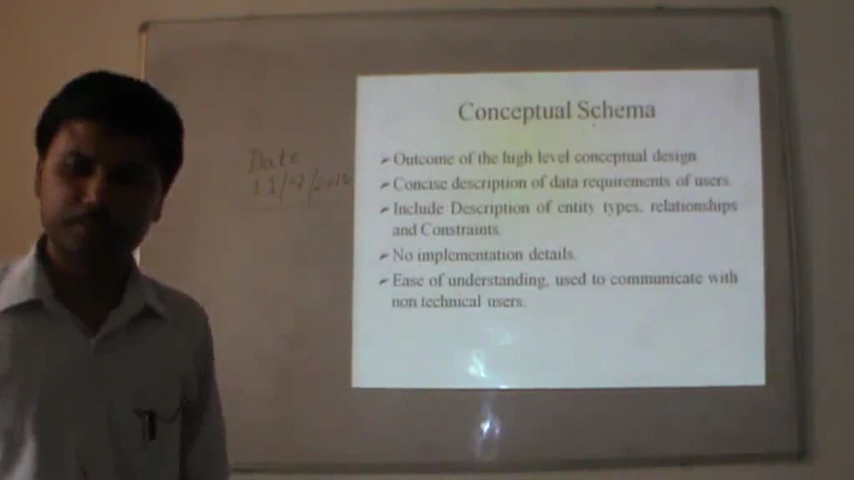 Conceptual Schema
➢ Outcome of the high level conceptual design
➢ Concise description of data requirements of users.
➢ Include Description of entity types, relationships
and Constraints.
➢ No implementation details.
➢ Ease of understanding, used to communicate with
non technical users.
Date